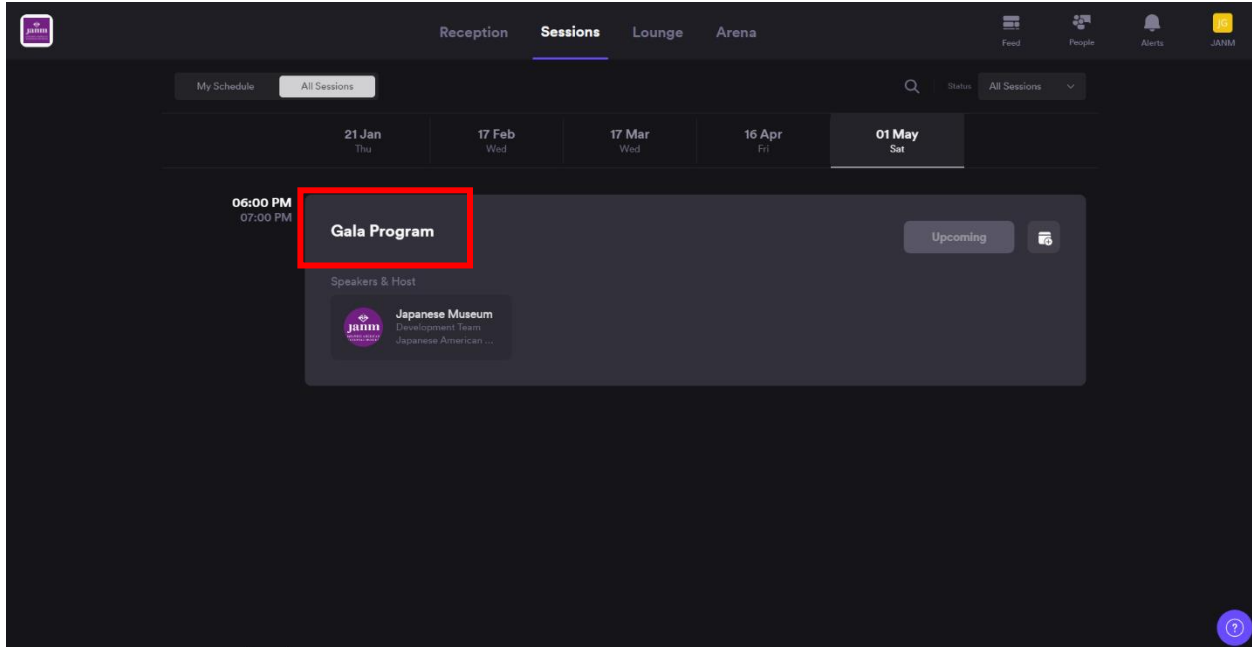 janm
Reception Sessions Lounge Arena
Feed People Alerts JG JANM
My Schedule All Sessions
Status All Sessions
21 Jan 17 Feb 17 Mar 16 Apr 01 May
Thu Wed Wed Fri Sat
06:00 PM
07:00 PM
Gala Program
Upcoming
Speakers & Host
janm
Japanese Museum
Development Team
Japanese American ...
?